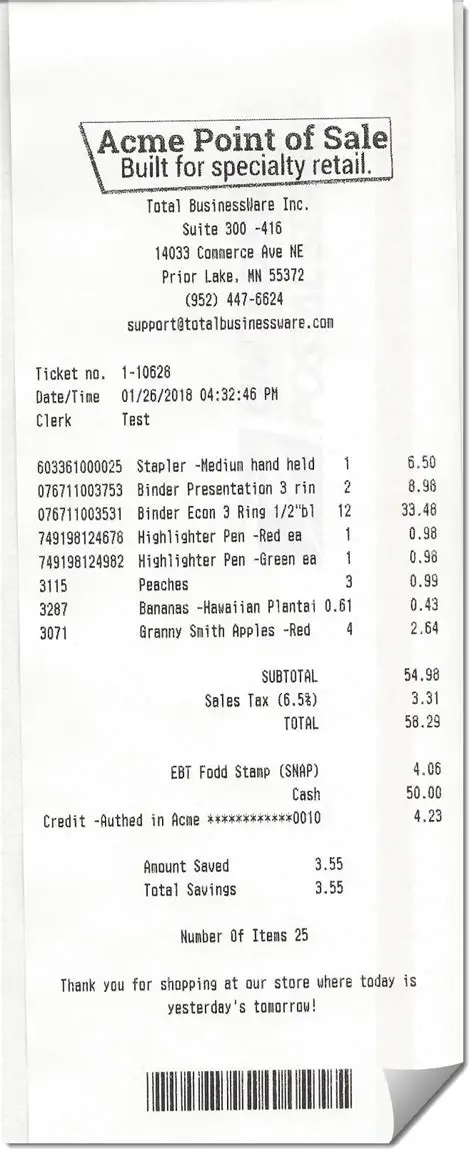 Acme Point of Sale
Built for specialty retail.
Total BusinessWare Inc.
Suite 300 -416
14033 Commerce Ave NE
Prior Lake, MN 55372
(952) 447-6624
support@totalbusinessware.com
Ticket no. 1-10628
Date/Time 01/26/2018 04:32:46 PM
Clerk Test
603361000025 Stapler -Medium hand held 1 6.50
076711003753 Binder Presentation 3 rin 2 8.98
076711003531 Binder Econ 3 Ring 1/2"bl 12 33.48
749198124678 Highlighter Pen -Red ea 1 0.98
749198124982 Highlighter Pen -Green ea 1 0.98
3115 Peaches 3 0.99
3287 Bananas -Hawaiian Plantai 0.61 0.43
3071 Granny Smith Apples -Red 4 2.64
SUBTOTAL 54.98
Sales Tax (6.5%) 3.31
TOTAL 58.29
EBT Fodd Stamp (SNAP) 4.06
Cash 50.00
Credit -Authed in Acme ************0010 4.23
Amount Saved 3.55
Total Savings 3.55
Number Of Items 25
Thank you for shopping at our store where today is
yesterday's tomorrow!